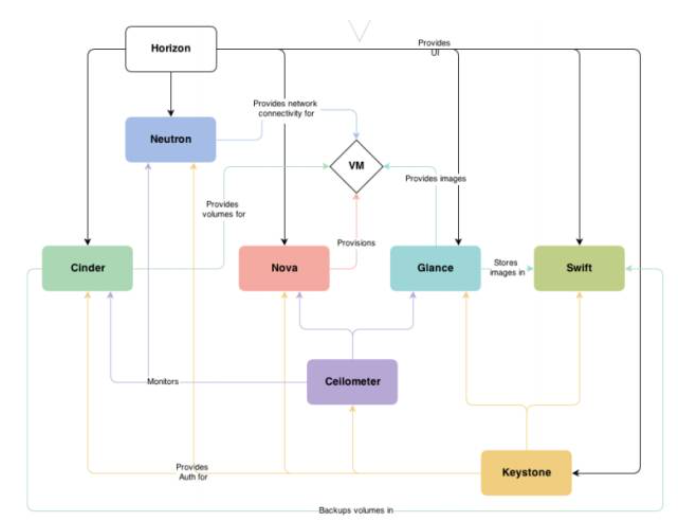 Horizon
Provides
UI
Provides network
connectivity for
Neutron
VM
Provides images
Provides
volumes for
Provisions
Cinder
Nova
Glance
Stores
images in
Swift
Monitors
Ceilometer
Provides
Auth for
Keystone
Backups volumes in